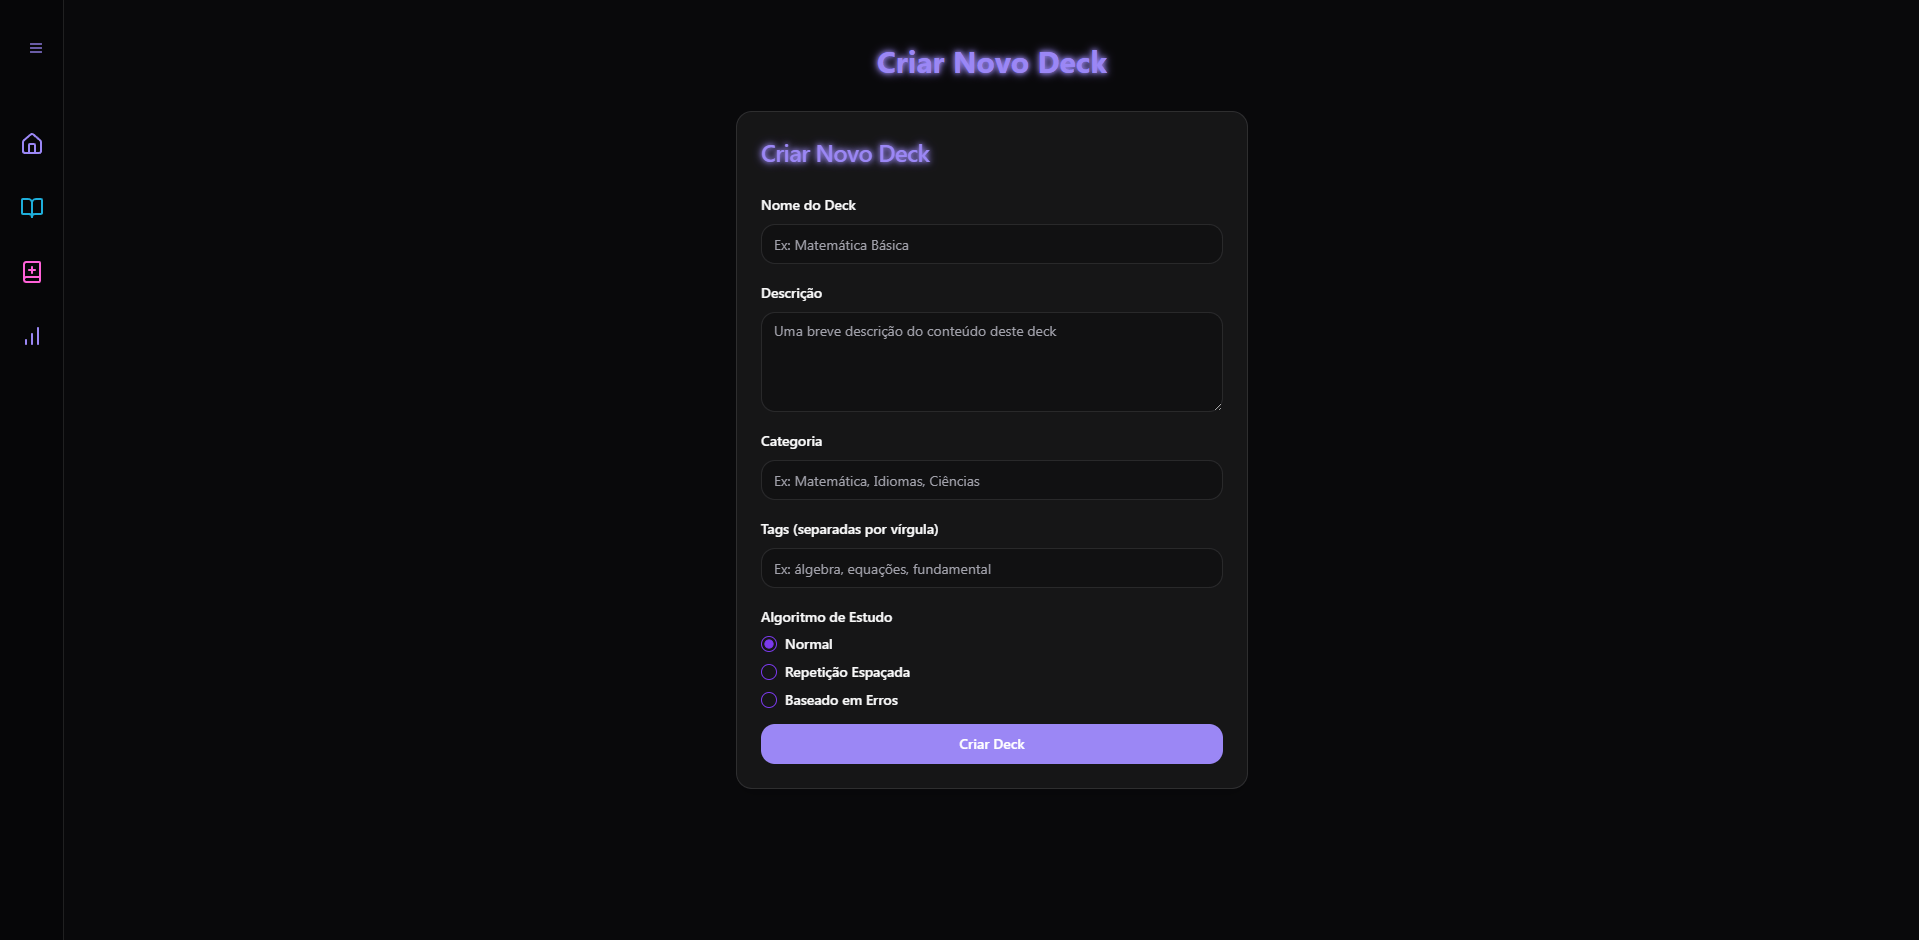 Criar Novo Deck
Criar Novo Deck
Nome do Deck
Ex: Matemática Básica
Descrição
Uma breve descrição do conteúdo deste deck
Categoria
Ex: Matemática, Idiomas, Ciências
Tags (separadas por vírgula)
Ex: álgebra, equações, fundamental
Algoritmo de Estudo
Normal
Repetição Espaçada
Baseado em Erros
Criar Deck